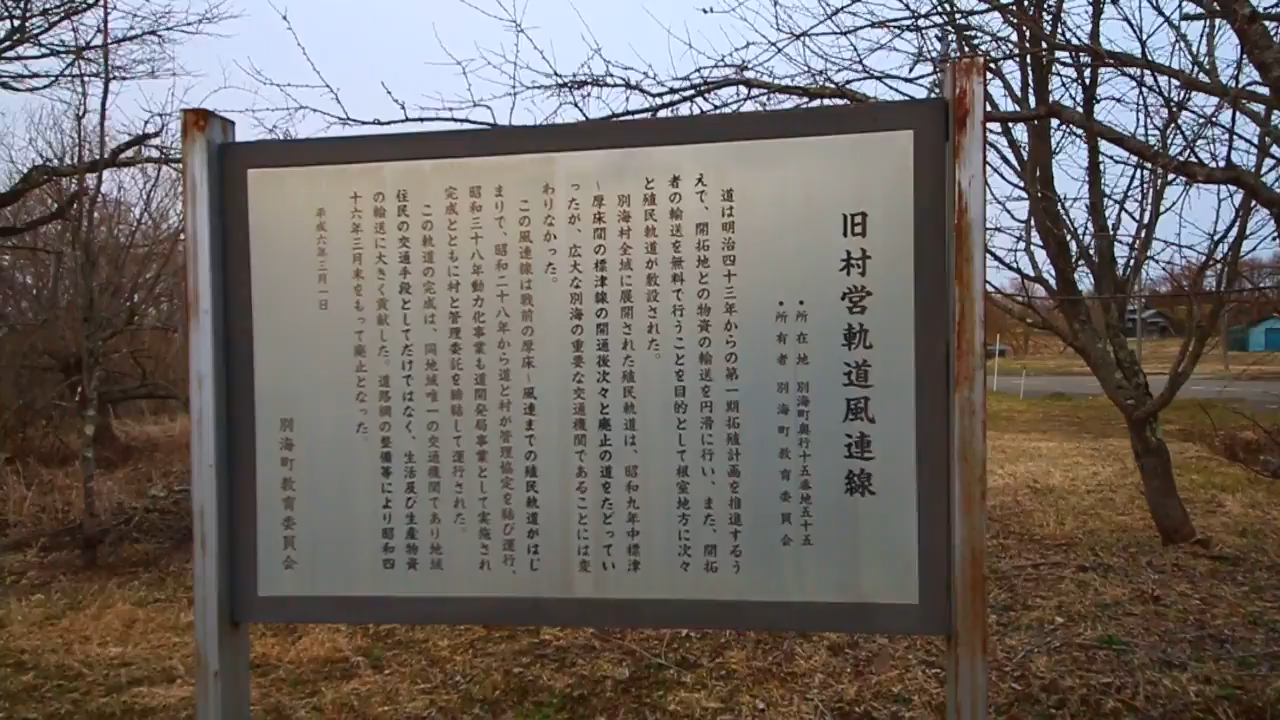 旧村営軌道風連線
・所在地 別海町奥行十五番地五十五
・所有者 別海町教育委員会
道は明治四十三年からの第一期拓殖計画を推進するう
えで、開拓地との物資の輸送を円滑に行い、また、開拓
者の輸送を無料で行うことを目的として根室地方に次々
と殖民軌道が敷設された。
別海村全域に展開された殖民軌道は、昭和九年中標津
～厚床間の標津線の開通後次々と廃止の道をたどってい
ったが、広大な別海の重要な交通機関であることには変
わりなかった。
この風連線は戦前の厚床～風連までの殖民軌道がはじ
まりで、昭和二十八年から道と村が管理協定を結び運行、
昭和三十八年動力化事業も道開発局事業として実施され
完成とともに村と管理委託を締結して運行された。
この軌道の完成は、同地域唯一の交通機関であり地域
住民の交通手段としてだけではなく、生活及び生産物資
の輸送に大きく貢献した。道路網の整備等により昭和四
十六年三月末をもって廃止となった。
平成六年三月一日
別海町教育委員会